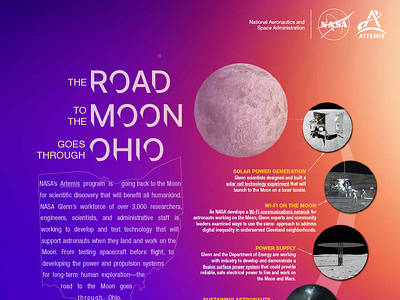 National Aeronautics and
Space Administration
NASA
ARTEMIS
THE ROAD
TO THE MOON
GOES THROUGH OHIO
NASA's Artemis program is going back to the Moon
for scientific discovery that will benefit all humankind.
NASA Glenn's workforce of over 3,000 researchers,
engineers, scientists, and administrative staff is
working to develop and test technology that will
support astronauts when they land and work on the
Moon. From testing spacecraft before flight, to
developing the power and propulsion systems
for long-term human exploration—the
road to the Moon goes
through Ohio.
SOLAR POWER GENERATION
Glenn scientists designed and built a
solar cell technology experiment that will
launch to the Moon on a lunar lander.
WI-FI ON THE MOON
As NASA develops a Wi-Fi communications network for
astronauts working on the Moon, Glenn experts and community
leaders examined ways to use the same approach to address
digital inequality in underserved Cleveland neighborhoods.
POWER SUPPLY
Glenn and the Department of Energy are working
with industry to develop and demonstrate a
fission surface power system that could provide
reliable, safe electrical power to live and work on
the Moon and Mars.
SUSTAINING ASTRONAUTS